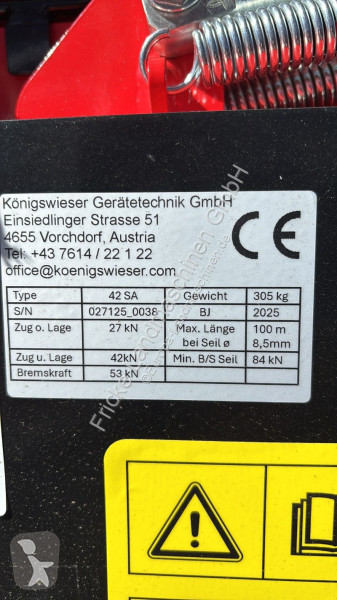 Königswieser Gerätetechnik GmbH
Einsiedlinger Strasse 51
4655 Vorchdorf, Austria
Tel: +43 7614 / 22 1 22
office@koenigswieser.com
CE
Type 42 SA Gewicht 305 kg
S/N 027125_0038 BJ 2025
Zug o. Lage 27 kN Max. Länge 100 m
bei Seil ø 8,5mm
Zug u. Lage 42kN Min. B/S Seil 84 kN
Bremskraft 53 kN